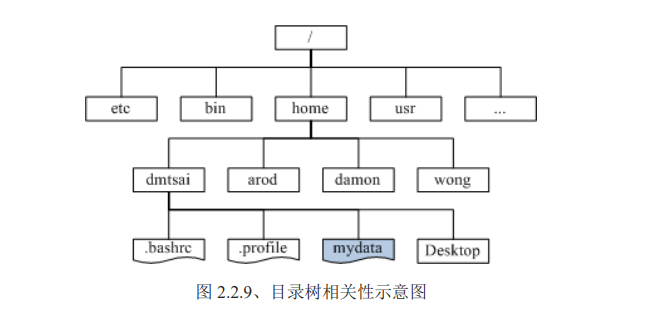 /
etc bin home usr ...
dmtsai arod damon wong
.bashrc .profile mydata Desktop
图 2.2.9、目录树相关性示意图